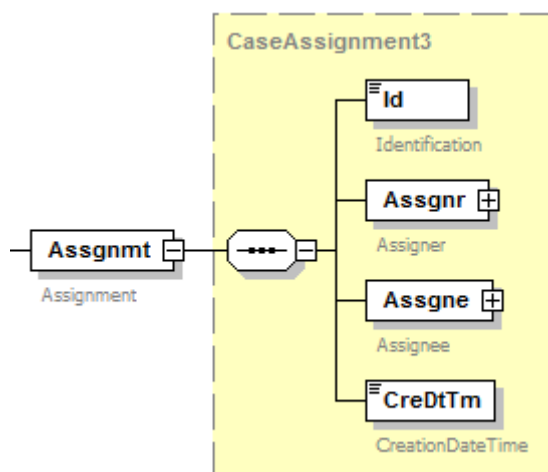 CaseAssignment3
Id
Identification
Assgnr
Assigner
Assgnmt
Assignment
Assgne
Assignee
CreDtTm
CreationDateTime